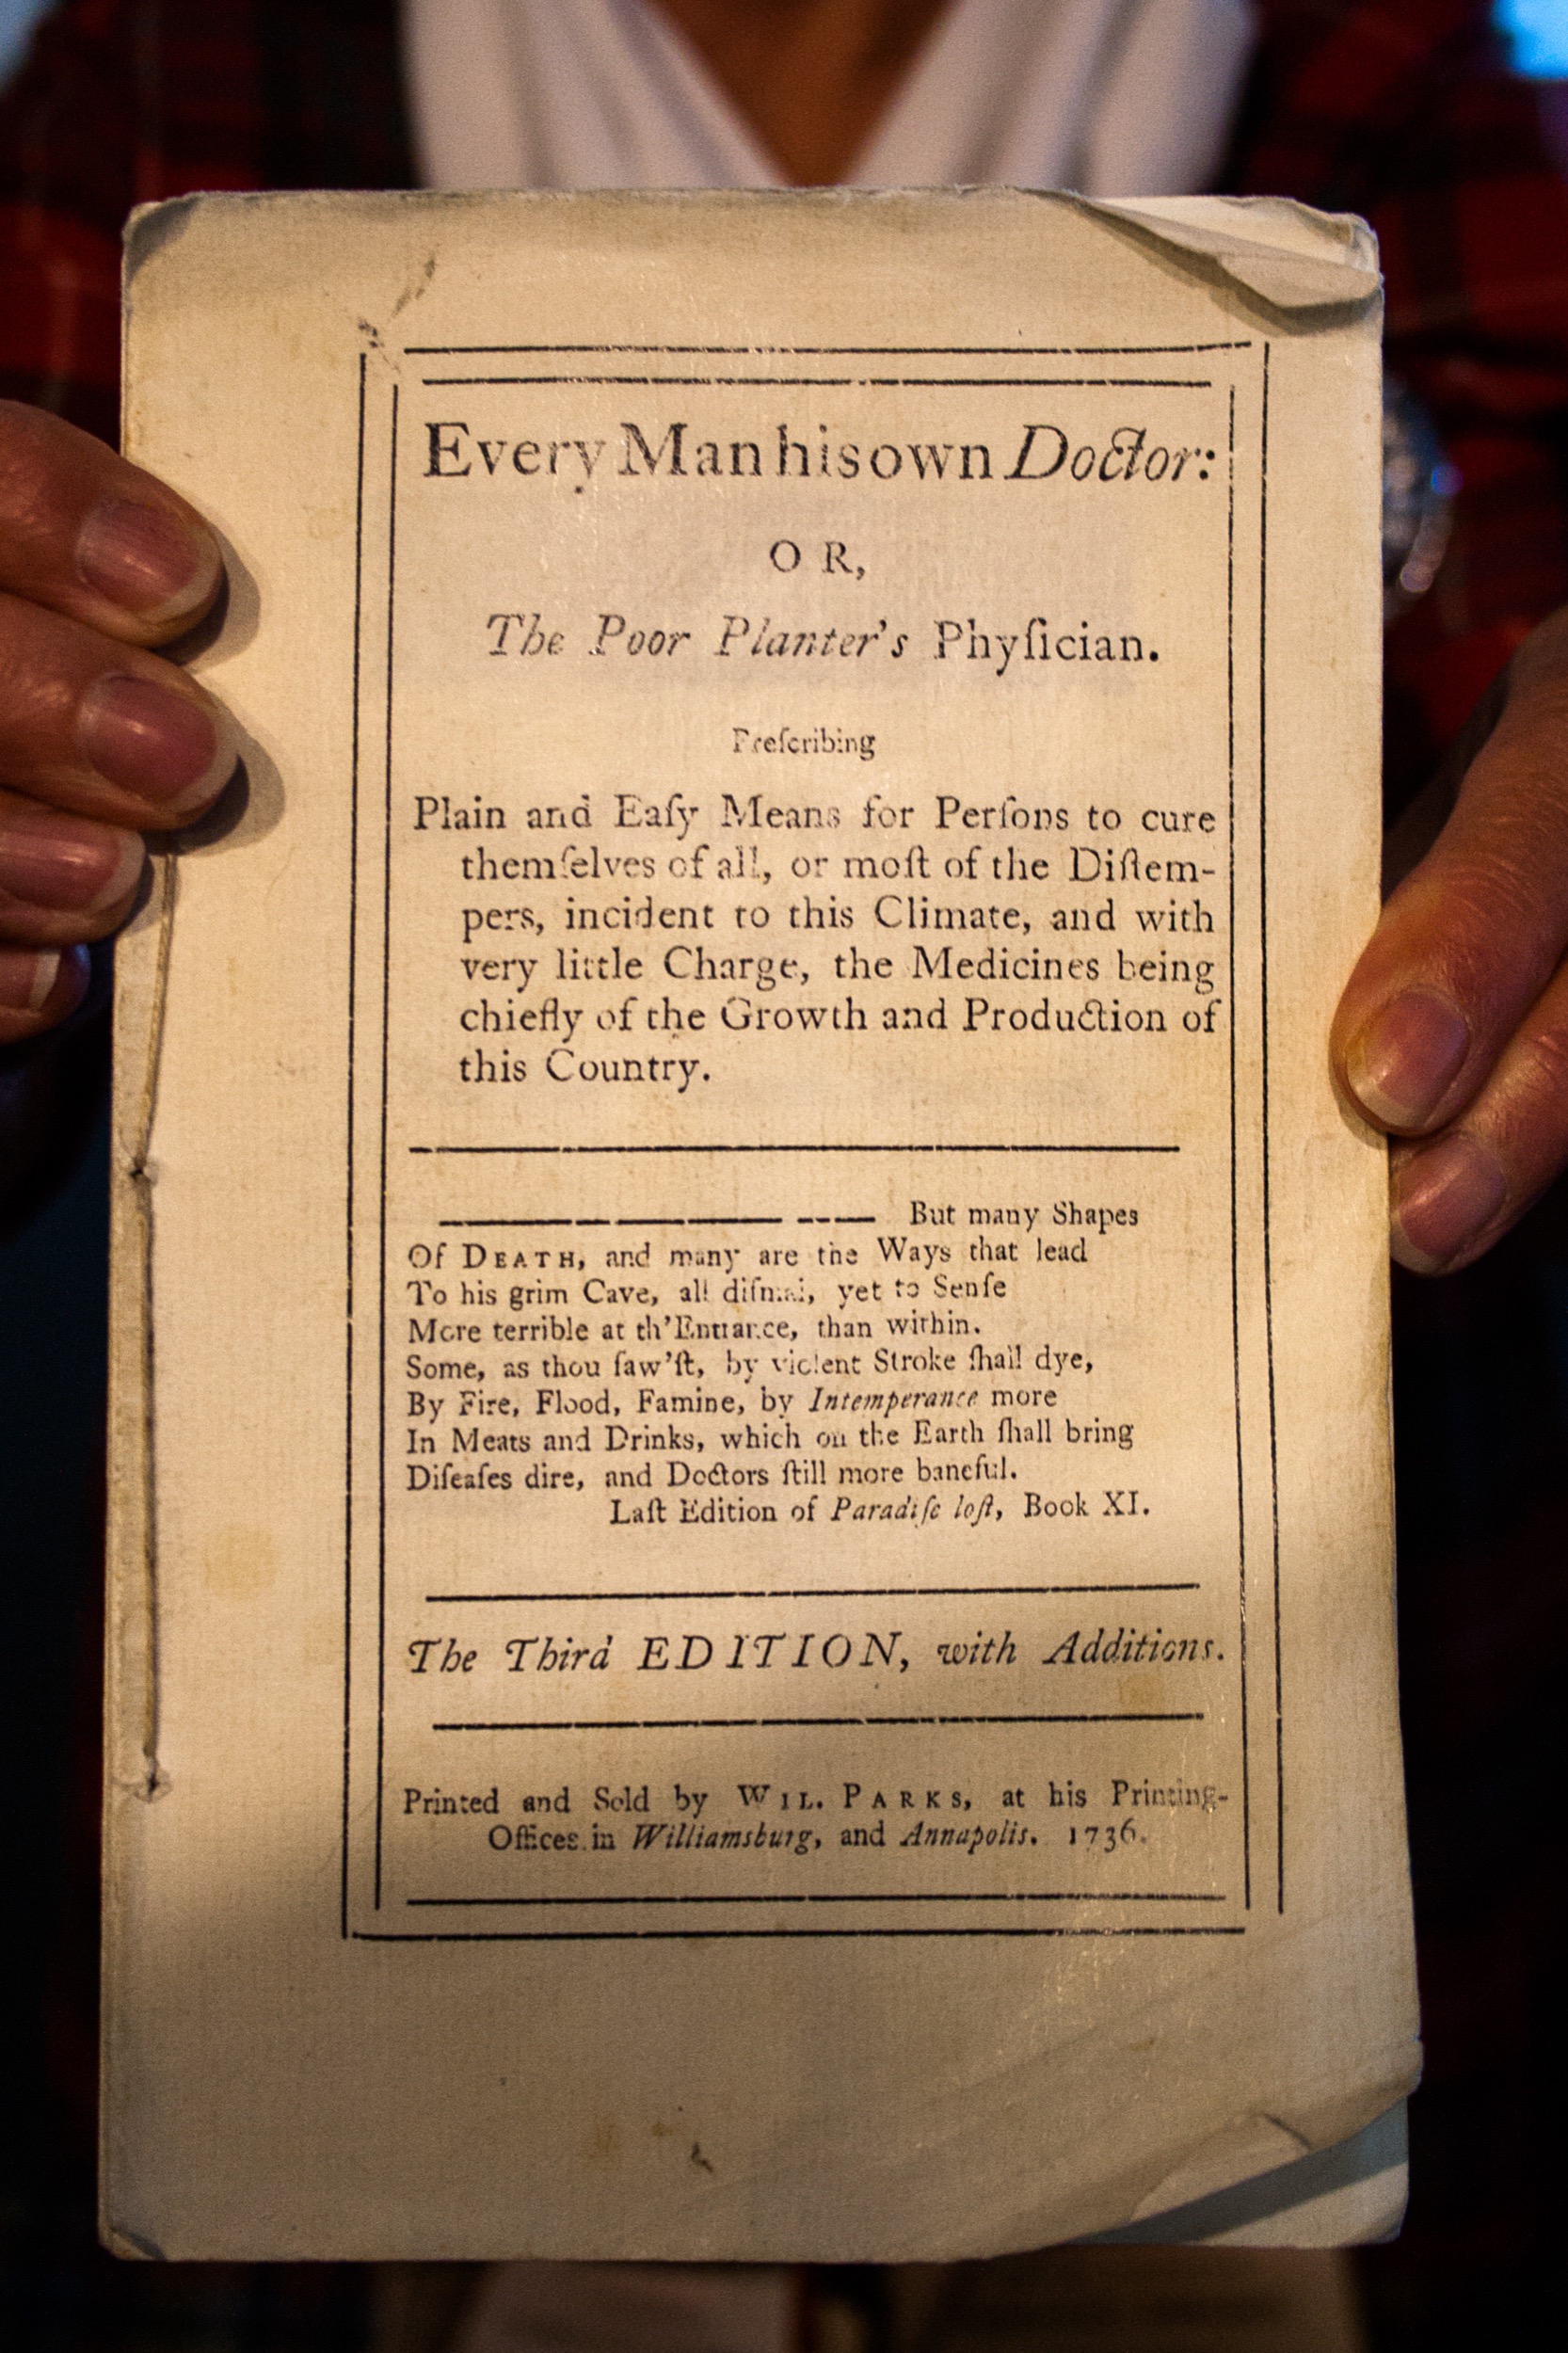 Every Man his own Doctor:
OR,
The Poor Planter's Phyſician.
Preſcribing
Plain and Eaſy Means for Perſons to cure
themſelves of all, or moſt of the Diſtem-
pers, incident to this Climate, and with
very little Charge, the Medicines being
chiefly of the Growth and Production of
this Country.
——————— --- But many Shapes
Of DEATH, and many are the Ways that lead
To his grim Cave, all diſmal, yet to Senſe
More terrible at th'Entrance, than within.
Some, as thou ſaw'ſt, by violent Stroke ſhall dye,
By Fire, Flood, Famine, by Intemperance more
In Meats and Drinks, which on the Earth ſhall bring
Diſeaſes dire, and Doctors ſtill more baneful.
Laſt Edition of Paradiſe loſt, Book XI.
The Third EDITION, with Additions.
Printed and Sold by WIL. PARKS, at his Printing-
Offices in Williamsburg, and Annapolis. 1736.